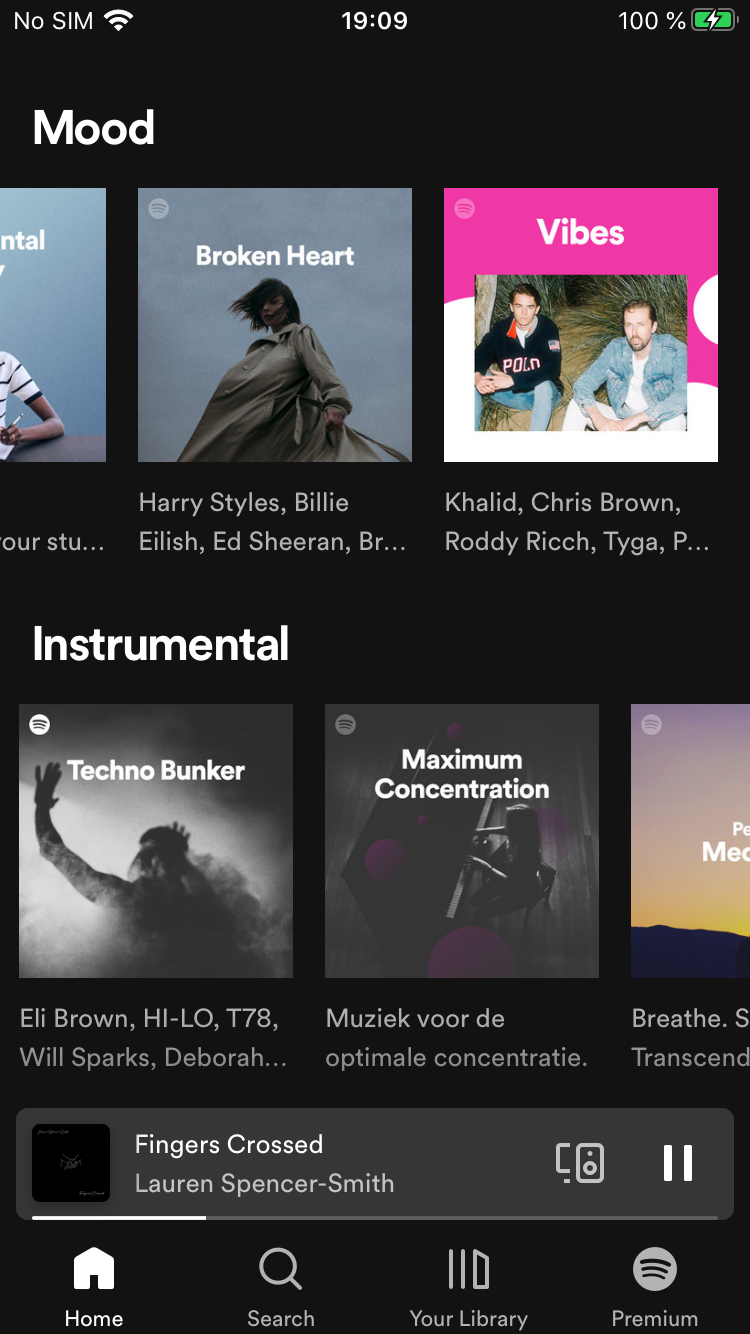 No SIM 19:09 100 %
Mood
ntal
Broken Heart
Vibes
POLO
Harry Styles, Billie
Eilish, Ed Sheeran, Br...
Khalid, Chris Brown,
Roddy Ricch, Tyga, P...
our stu...
Instrumental
Techno Bunker
Maximum
Concentration
Pe
Med
Eli Brown, HI-LO, T78,
Will Sparks, Deborah...
Muziek voor de
optimale concentratie.
Breathe. S
Transcend
Fingers Crossed
Lauren Spencer-Smith
Home
Search
Your Library
Premium